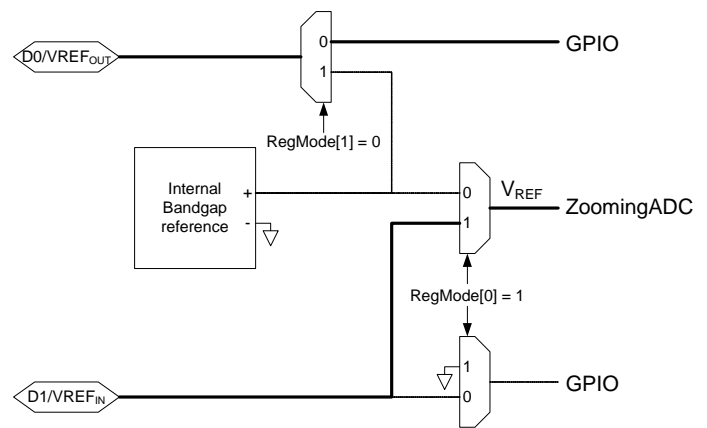 0
GPIO
D0/VREFOUT
1
RegMode[1] = 0
Internal
Bandgap
reference
+
-
0
VREF
ZoomingADC
1
RegMode[0] = 1
1
GPIO
D1/VREFIN
0